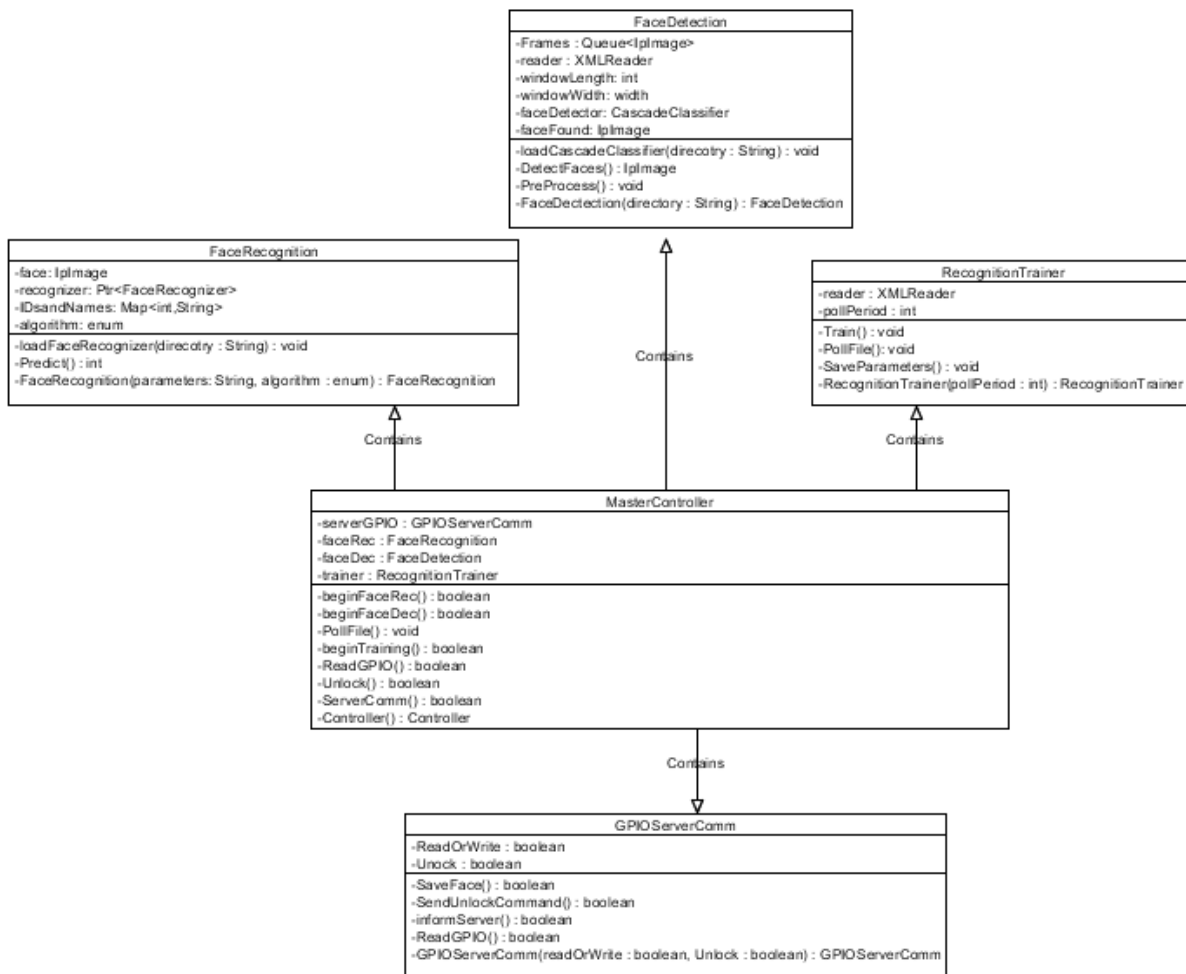 FaceDetection
-Frames : Queue<IplImage>
-reader : XMLReader
-windowLength: int
-windowWidth: width
-faceDetector: CascadeClassifier
-faceFound: IplImage
-loadCascadeClassifier(direcotry : String) : void
-DetectFaces() : IplImage
-PreProcess() : void
-FaceDectection(directory : String) : FaceDetection
FaceRecognition
-face: IplImage
-recognizer: Ptr<FaceRecognizer>
-IDsandNames: Map<int,String>
-algorithm: enum
-loadFaceRecognizer(direcotry : String) : void
-Predict() : int
-FaceRecognition(parameters: String, algorithm : enum) : FaceRecognition
RecognitionTrainer
-reader : XMLReader
-pollPeriod : int
-Train() : void
-PollFile(): void
-SaveParameters() : void
-RecognitionTrainer(pollPeriod : int) : RecognitionTrainer
Contains
Contains
Contains
MasterController
-serverGPIO : GPIOServerComm
-faceRec : FaceRecognition
-faceDec : FaceDetection
-trainer : RecognitionTrainer
-beginFaceRec() : boolean
-beginFaceDec() : boolean
-PollFile() : void
-beginTraining() : boolean
-ReadGPIO() : boolean
-Unlock() : boolean
-ServerComm() : boolean
-Controller() : Controller
Contains
GPIOServerComm
-ReadOrWrite : boolean
-Unock : boolean
-SaveFace() : boolean
-SendUnlockCommand() : boolean
-informServer() : boolean
-ReadGPIO() : boolean
-GPIOServerComm(readOrWrite : boolean, Unlock : boolean) : GPIOServerComm